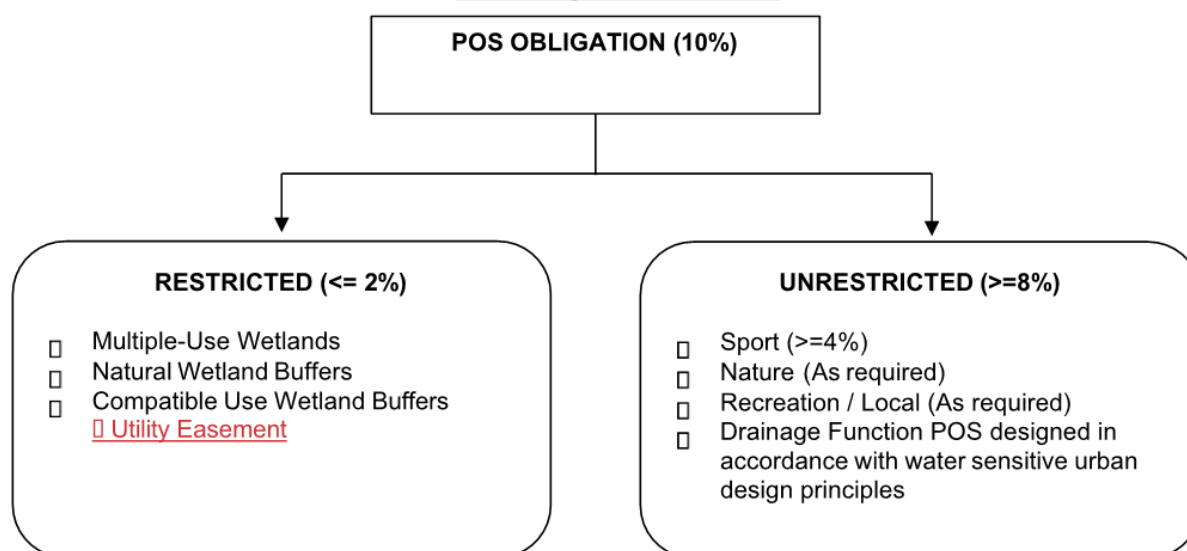 POS OBLIGATION (10%)
RESTRICTED (<= 2%)
▯ Multiple-Use Wetlands
▯ Natural Wetland Buffers
▯ Compatible Use Wetland Buffers
▯ Utility Easement
UNRESTRICTED (>=8%)
▯ Sport (>=4%)
▯ Nature (As required)
▯ Recreation / Local (As required)
▯ Drainage Function POS designed in
accordance with water sensitive urban
design principles